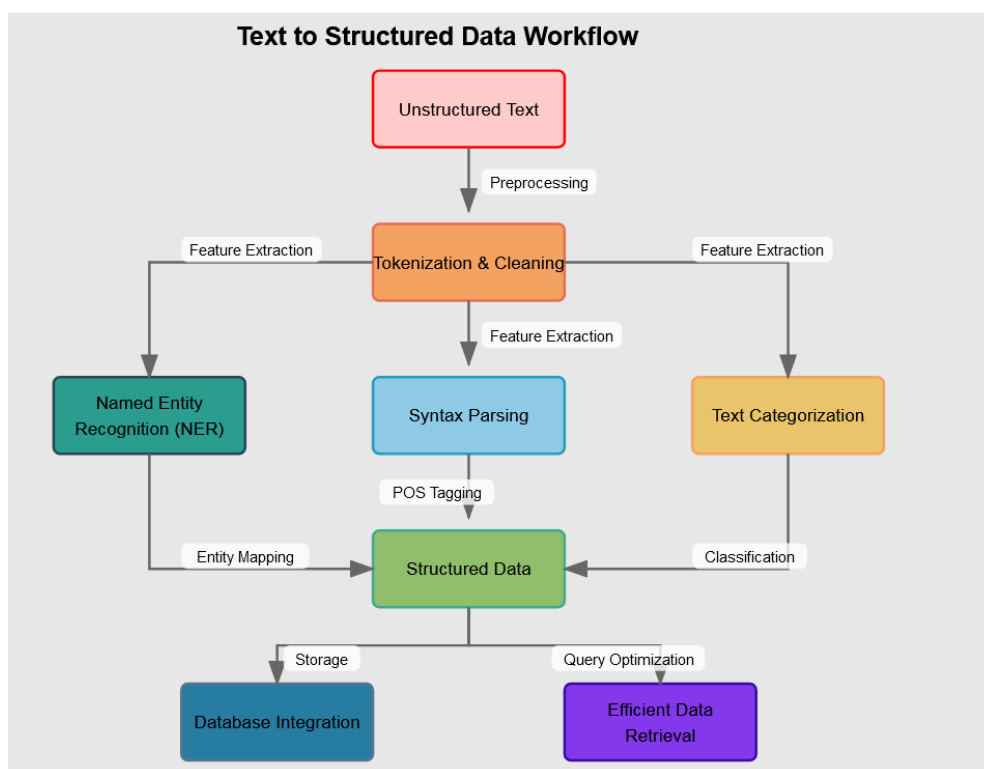 Text to Structured Data Workflow
Unstructured Text
Preprocessing
Feature Extraction
Tokenization & Cleaning
Feature Extraction
Feature Extraction
Named Entity
Recognition (NER)
Syntax Parsing
Text Categorization
POS Tagging
Entity Mapping
Structured Data
Classification
Storage
Query Optimization
Database Integration
Efficient Data
Retrieval